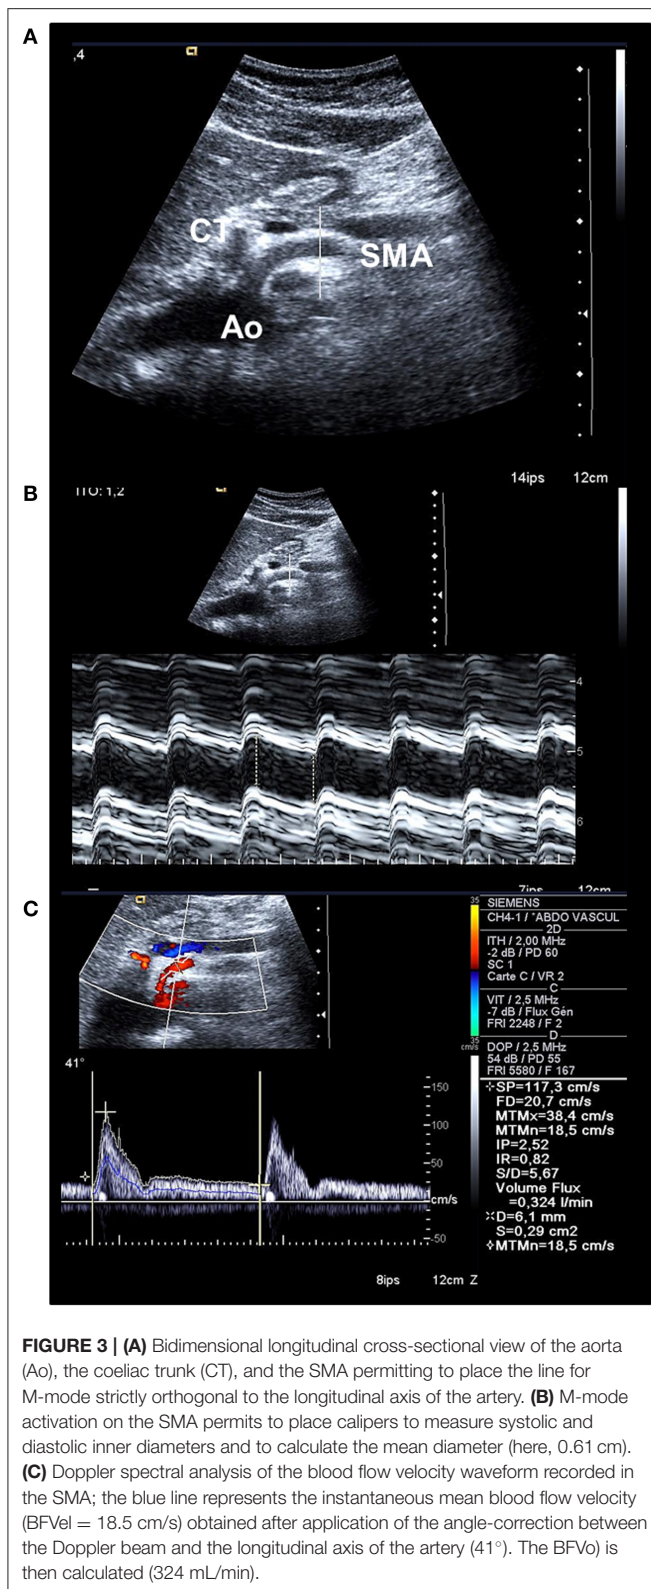 A
,4
CT
SMA
Ao
14ips 12cm
B
ITO: 1,2
4
5
6
7ips 12cm
C
35
SIEMENS
CH4-1 / "ABDO VASCUL
2D
ITH / 2,00 MHz
-2 dB / PD 60
SC 1
Carte C / VR 2
C
VIT / 2,5 MHz
-7 dB / Flux Gén
FRI 2248 / F 2
D
35
cm/s
DOP / 2,5 MHz
54 dB / PD 55
FRI 5580 / F 167
41°
150
100
50
cm/s
-50
SP=117,3 cm/s
FD=20,7 cm/s
MTMx=38,4 cm/s
MTMn=18,5 cm/s
IP=2,52
IR=0,82
S/D=5,67
Volume Flux
=0,324 l/min
D=6,1 mm
S=0,29 cm2
MTMn=18,5 cm/s
8ips 12cm Z
FIGURE 3 | (A) Bidimensional longitudinal cross-sectional view of the aorta
(Ao), the coeliac trunk (CT), and the SMA permitting to place the line for
M-mode strictly orthogonal to the longitudinal axis of the artery. (B) M-mode
activation on the SMA permits to place calipers to measure systolic and
diastolic inner diameters and to calculate the mean diameter (here, 0.61 cm).
(C) Doppler spectral analysis of the blood flow velocity waveform recorded in
the SMA; the blue line represents the instantaneous mean blood flow velocity
(BFVel = 18.5 cm/s) obtained after application of the angle-correction between
the Doppler beam and the longitudinal axis of the artery (41°). The BFVo) is
then calculated (324 mL/min).